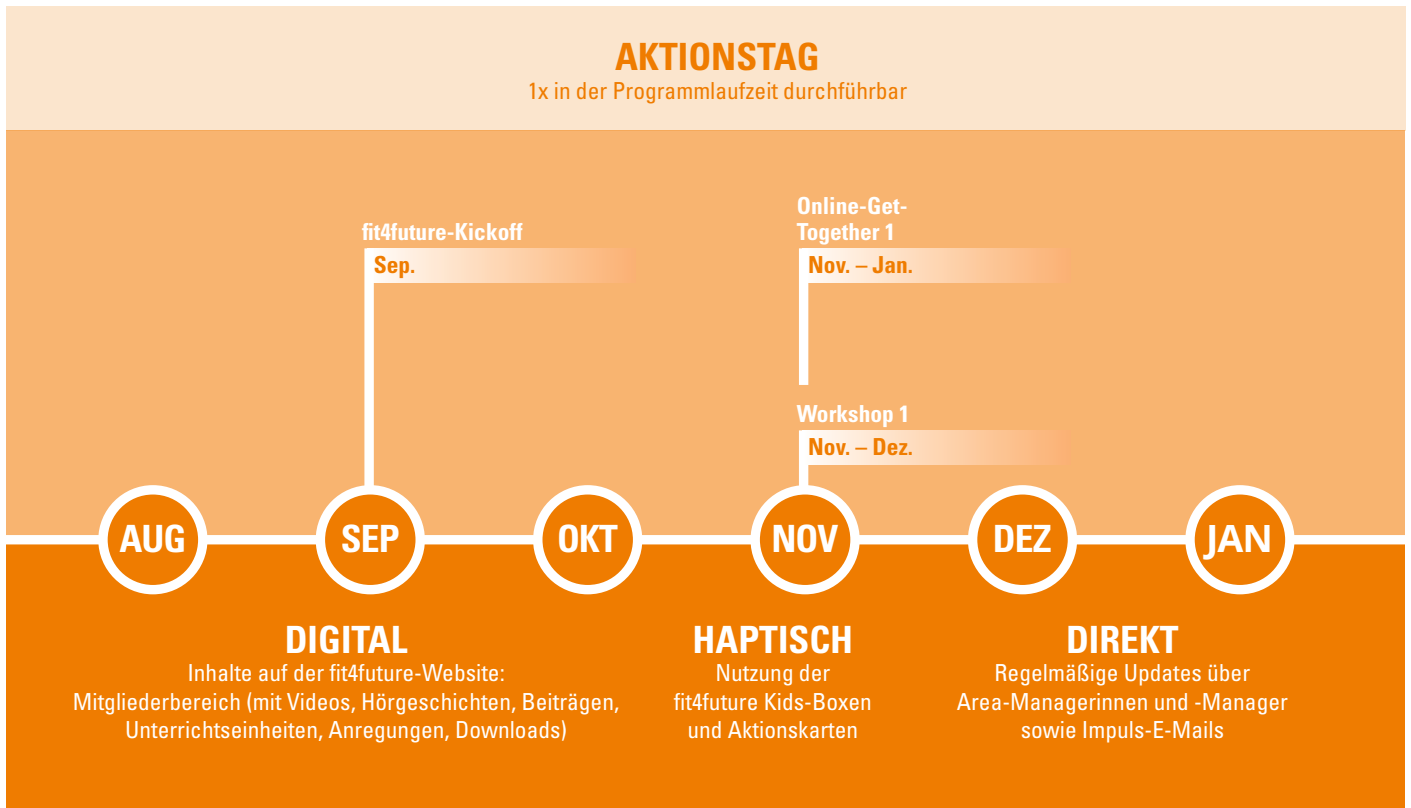 AKTIONSTAG
1x in der Programmlaufzeit durchführbar
fit4future-Kickoff
Sep.
Online-Get-
Together 1
Nov. – Jan.
Workshop 1
Nov. – Dez.
AUG
SEP
OKT
NOV
DEZ
JAN
DIGITAL
Inhalte auf der fit4future-Website:
Mitgliederbereich (mit Videos, Hörgeschichten, Beiträgen,
Unterrichtseinheiten, Anregungen, Downloads)
HAPTISCH
Nutzung der
fit4future Kids-Boxen
und Aktionskarten
DIREKT
Regelmäßige Updates über
Area-Managerinnen und -Manager
sowie Impuls-E-Mails